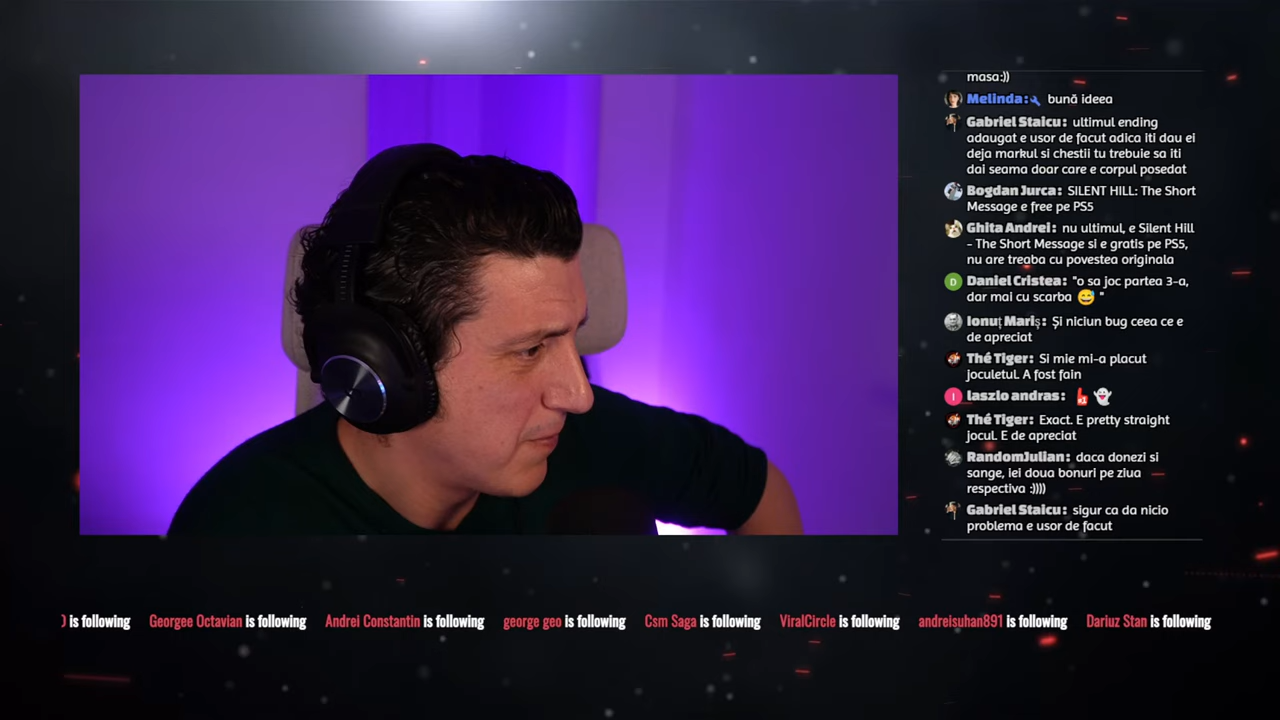 masa:))
Melinda: bună ideea
Gabriel Staicu: ultimul ending
adaugat e usor de facut adica iti dau ei
deja markul si chestii tu trebuie sa iti
dai seama doar care e corpul posedat
Bogdan Jurca: SILENT HILL: The Short
Message e free pe PS5
Ghita Andrei: nu ultimul, e Silent Hill
- The Short Message si e gratis pe PS5,
nu are treaba cu povestea originala
D Daniel Cristea: "o sa joc partea 3-a,
dar mai cu scarba 😅 "
Ionuț Mariș: Și niciun bug ceea ce e
de apreciat
Thé Tiger: Si mie mi-a placut
joculetul. A fost fain
I laszlo andras: #1 👻
Thé Tiger: Exact. E pretty straight
jocul. E de apreciat
RandomJulian: daca donezi si
sange, iei doua bonuri pe ziua
respectiva :))))
Gabriel Staicu: sigur ca da nicio
problema e usor de facut
is following Georgee Octavian is following Andrei Constantin is following george geo is following Csm Saga is following ViralCircle is following andreisuhan891 is following Dariuz Stan is following